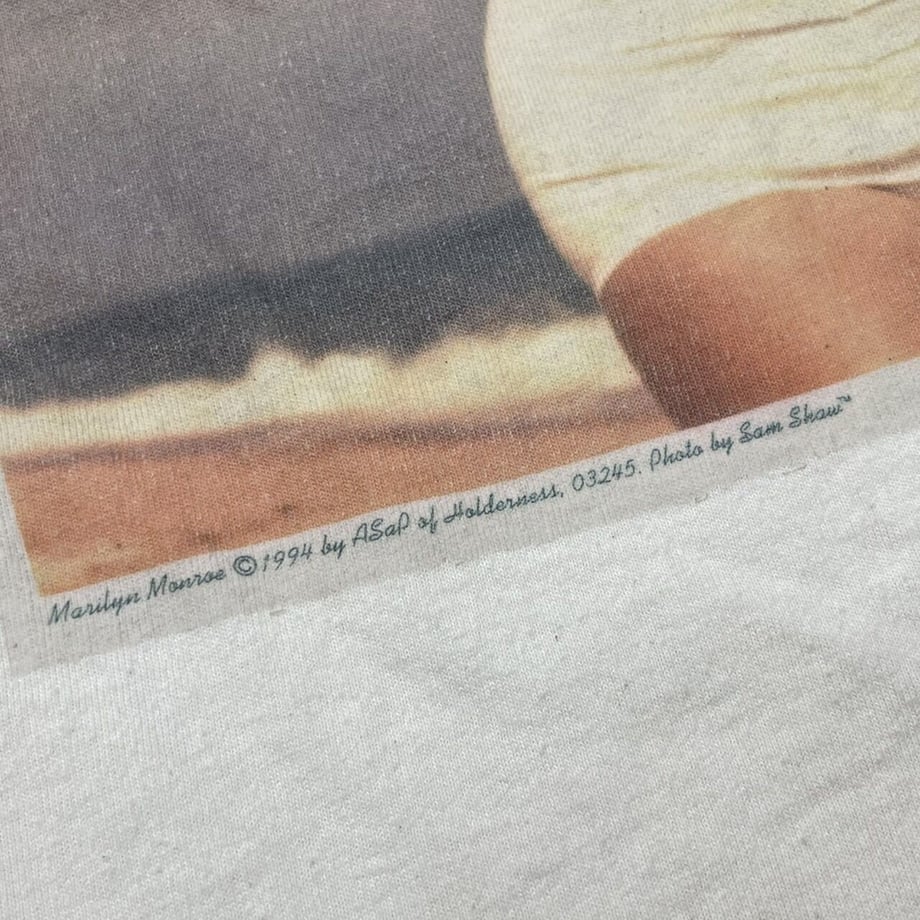 Marilyn Monroe ©1994 by ASaP of Holderness, 03245. Photo by Sam Shaw™